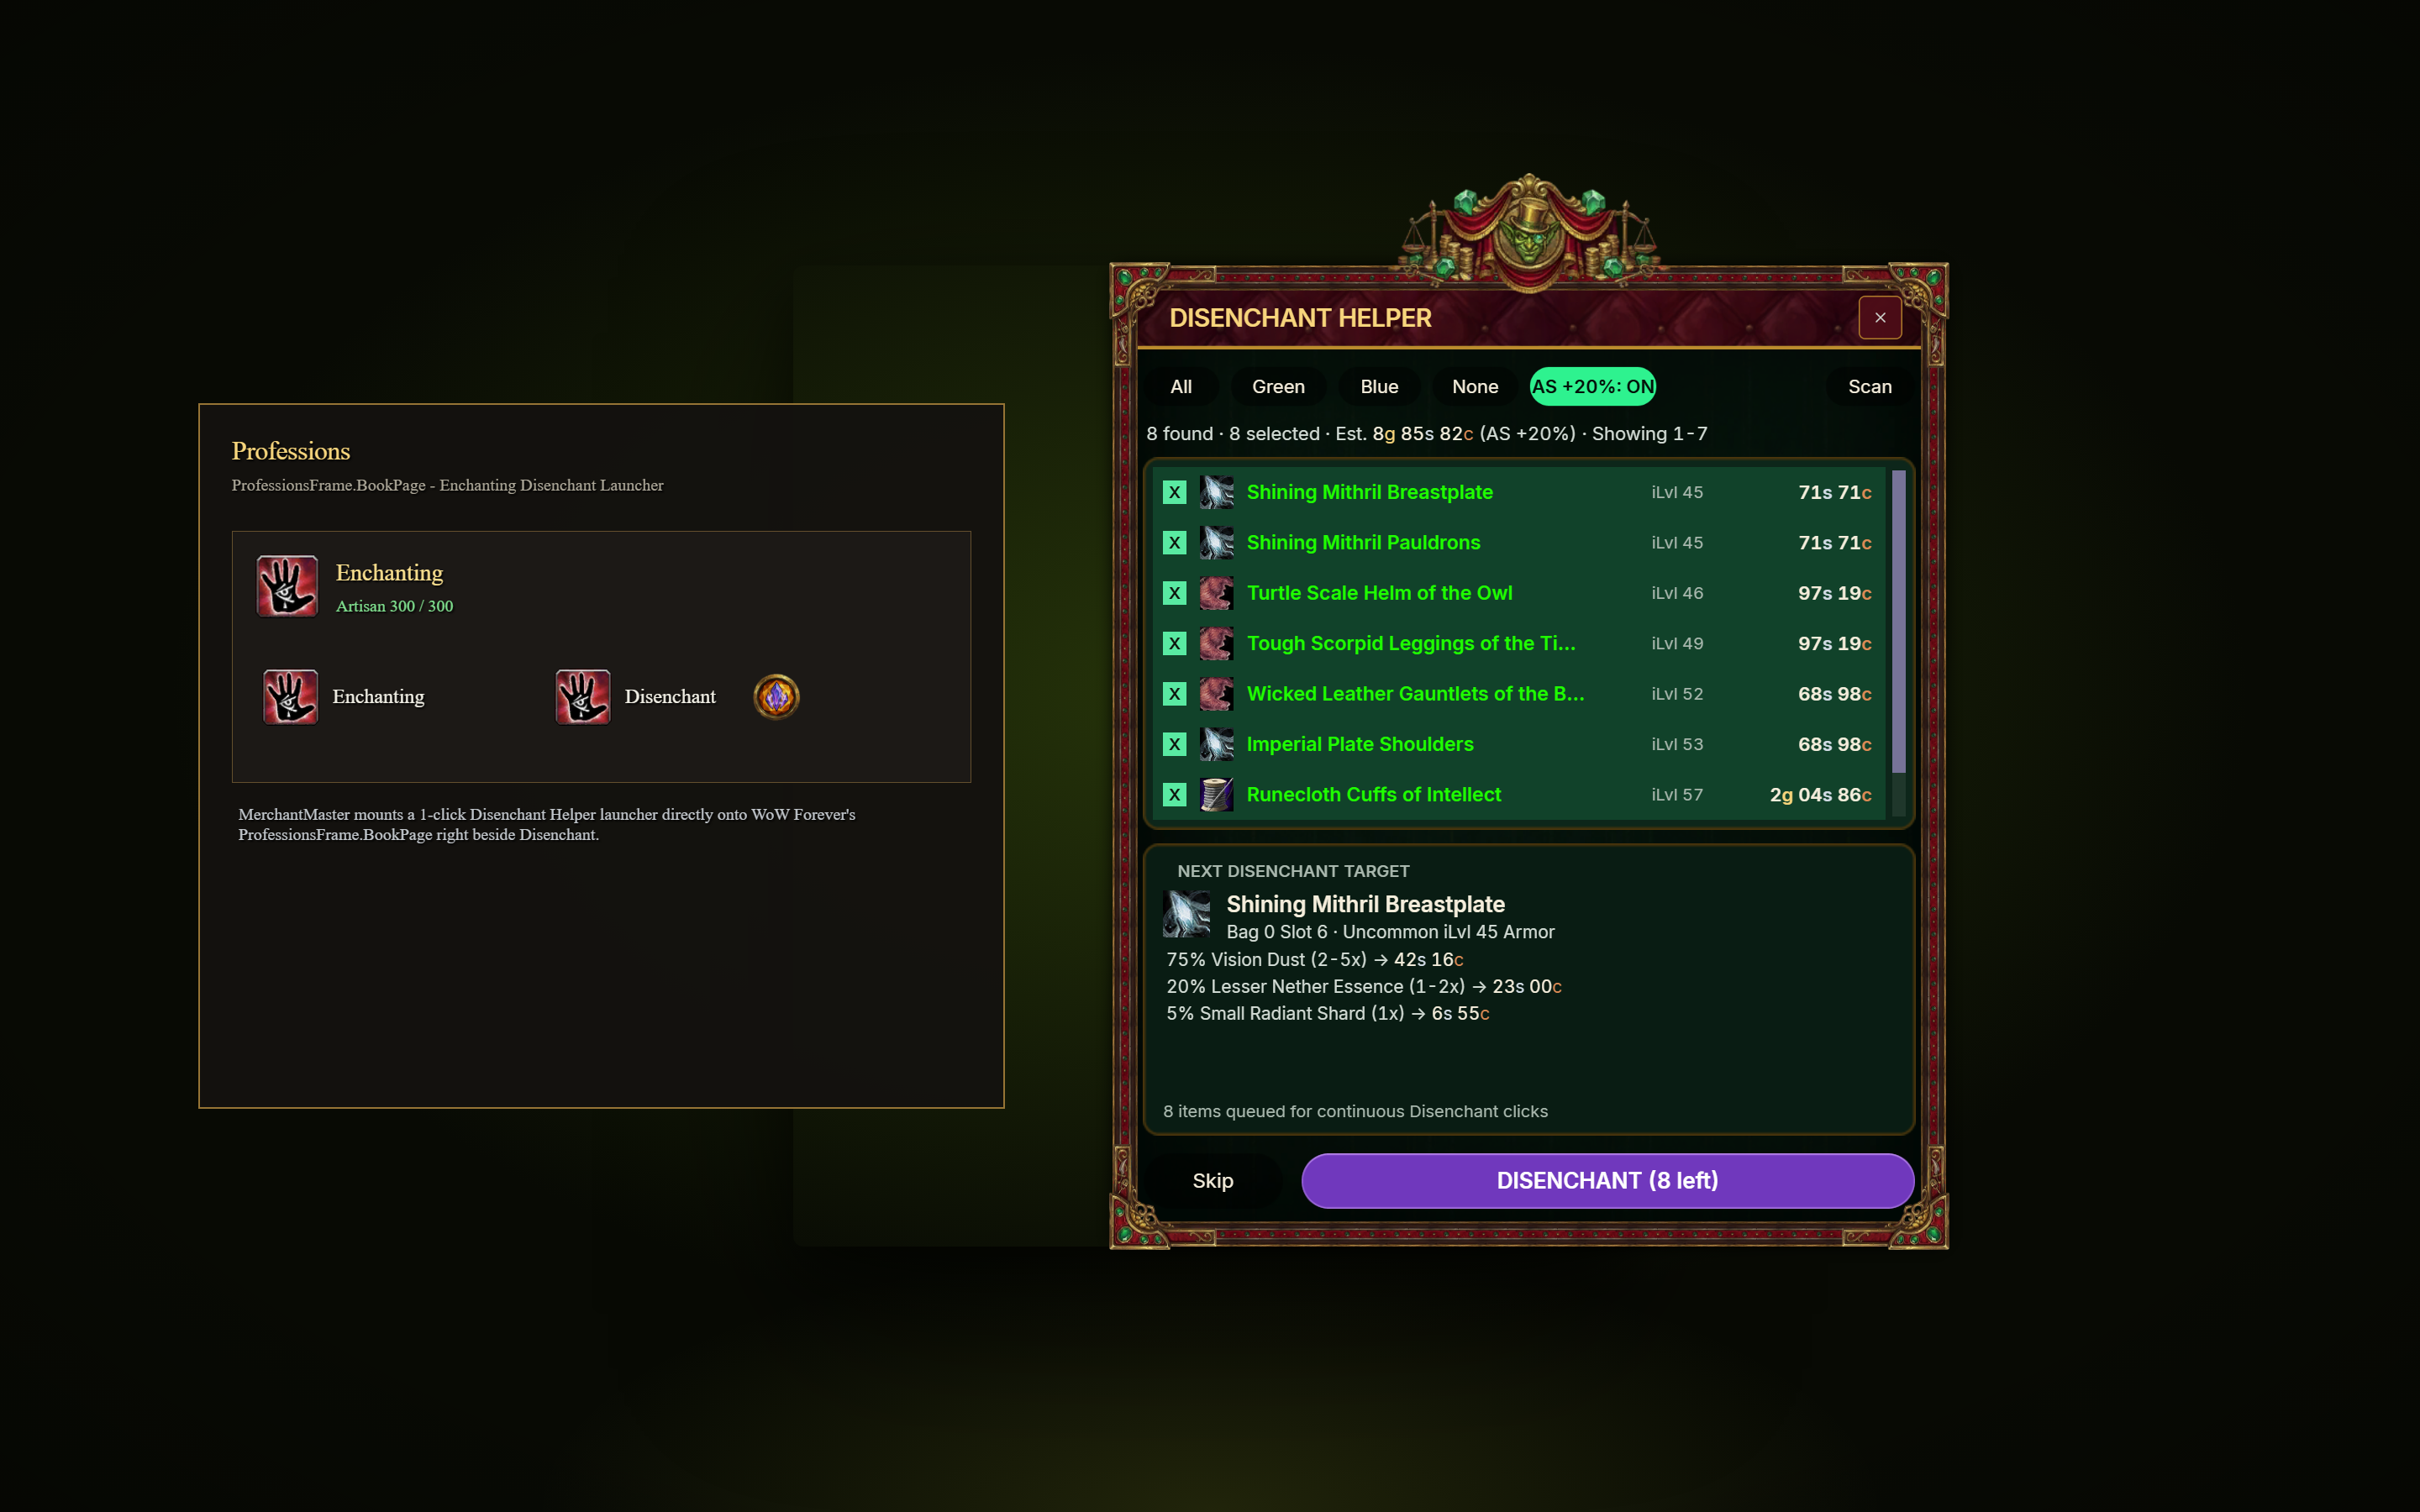 Professions
ProfessionsFrame.BookPage - Enchanting Disenchant Launcher
Enchanting
Artisan 300 / 300
Enchanting
Disenchant
MerchantMaster mounts a 1-click Disenchant Helper launcher directly onto WoW Forever's
ProfessionsFrame.BookPage right beside Disenchant.
DISENCHANT HELPER
×
All Green Blue None AS +20%: ON Scan
8 found · 8 selected · Est. 8g 85s 82c (AS +20%) · Showing 1-7
X Shining Mithril Breastplate iLvl 45 71s 71c
X Shining Mithril Pauldrons iLvl 45 71s 71c
X Turtle Scale Helm of the Owl iLvl 46 97s 19c
X Tough Scorpid Leggings of the Ti... iLvl 49 97s 19c
X Wicked Leather Gauntlets of the B... iLvl 52 68s 98c
X Imperial Plate Shoulders iLvl 53 68s 98c
X Runecloth Cuffs of Intellect iLvl 57 2g 04s 86c
NEXT DISENCHANT TARGET
Shining Mithril Breastplate
Bag 0 Slot 6 · Uncommon iLvl 45 Armor
75% Vision Dust (2-5x) → 42s 16c
20% Lesser Nether Essence (1-2x) → 23s 00c
5% Small Radiant Shard (1x) → 6s 55c
8 items queued for continuous Disenchant clicks
Skip DISENCHANT (8 left)